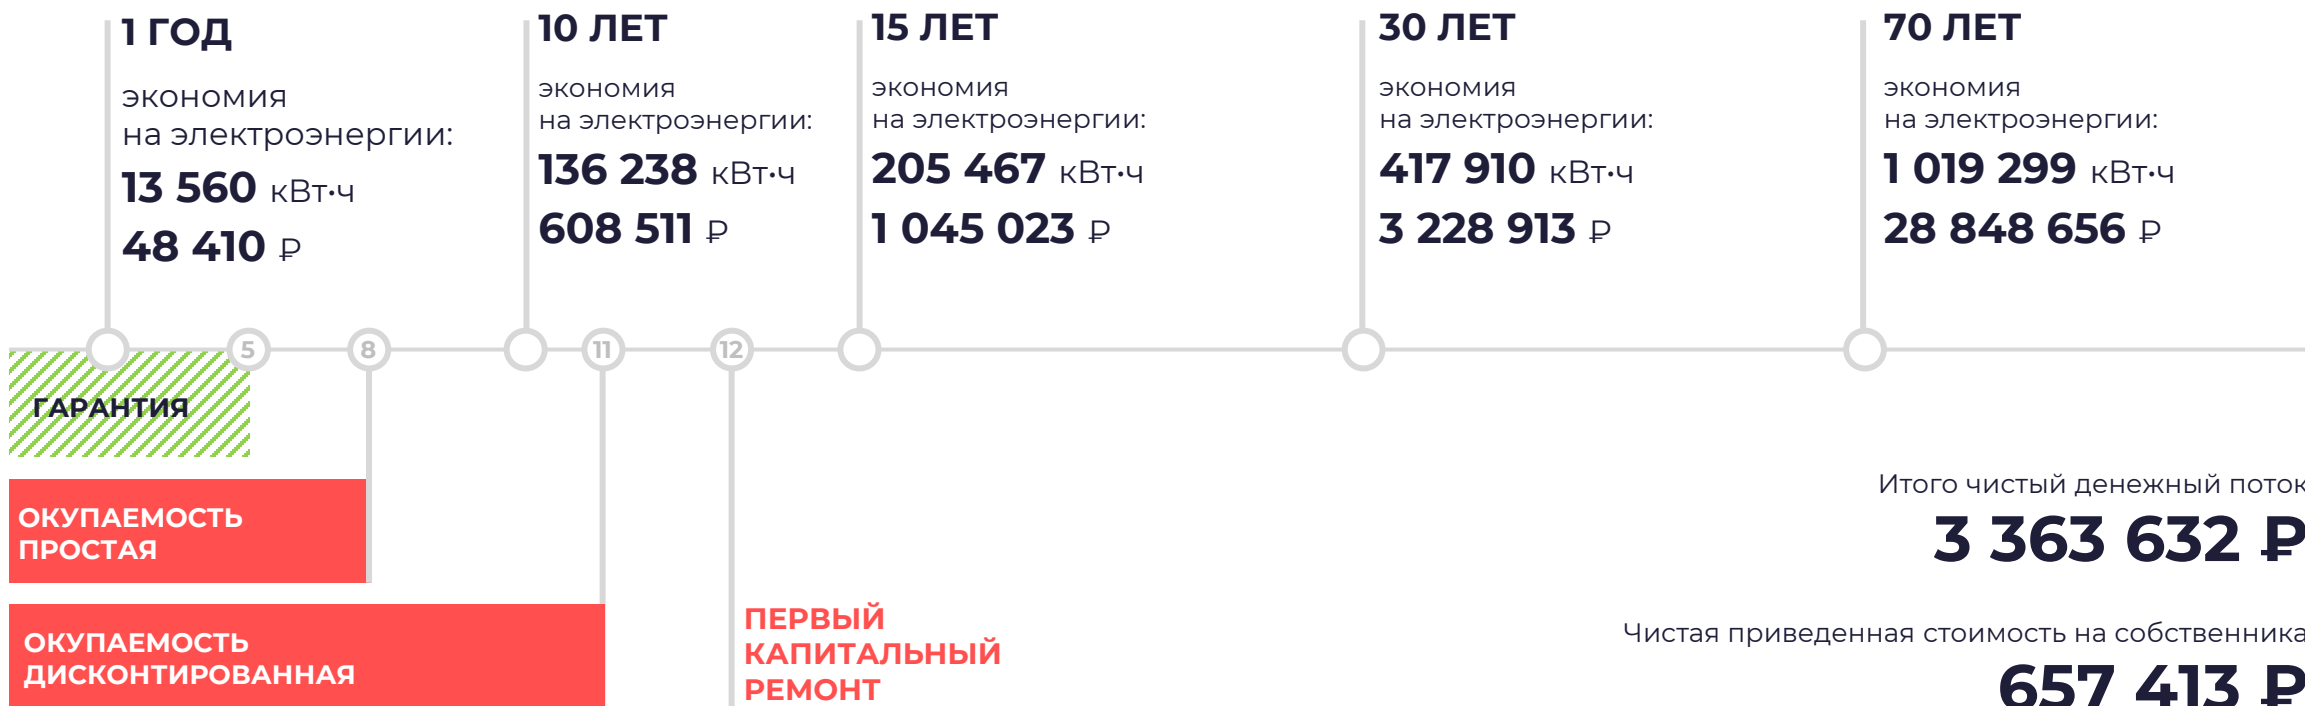 1 ГОД
экономия
на электроэнергии:
13 560 кВт·ч
48 410 ₽
10 ЛЕТ
экономия
на электроэнергии:
136 238 кВт·ч
608 511 ₽
15 ЛЕТ
экономия
на электроэнергии:
205 467 кВт·ч
1 045 023 ₽
30 ЛЕТ
экономия
на электроэнергии:
417 910 кВт·ч
3 228 913 ₽
70 ЛЕТ
экономия
на электроэнергии:
1 019 299 кВт·ч
28 848 656 ₽
5
8
11
12
ГАРАНТИЯ
ОКУПАЕМОСТЬ
ПРОСТАЯ
ОКУПАЕМОСТЬ
ДИСКОНТИРОВАННАЯ
ПЕРВЫЙ
КАПИТАЛЬНЫЙ
РЕМОНТ
Итого чистый денежный поток
3 363 632 ₽
Чистая приведенная стоимость на собственника
657 413 ₽